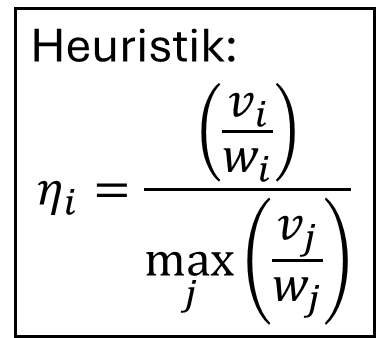 Heuristik:
η_i = (v_i / w_i) / max_j (v_j / w_j)